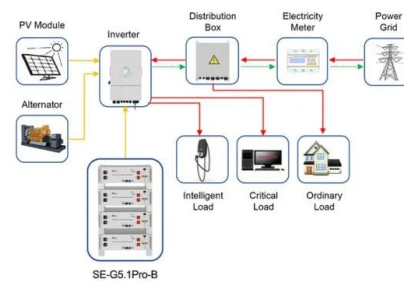 PV Module
Inverter
Distribution
Box
Electricity
Meter
Power
Grid
Alternator
Intelligent
Load
Critical
Load
Ordinary
Load
SE-G5.1Pro-B